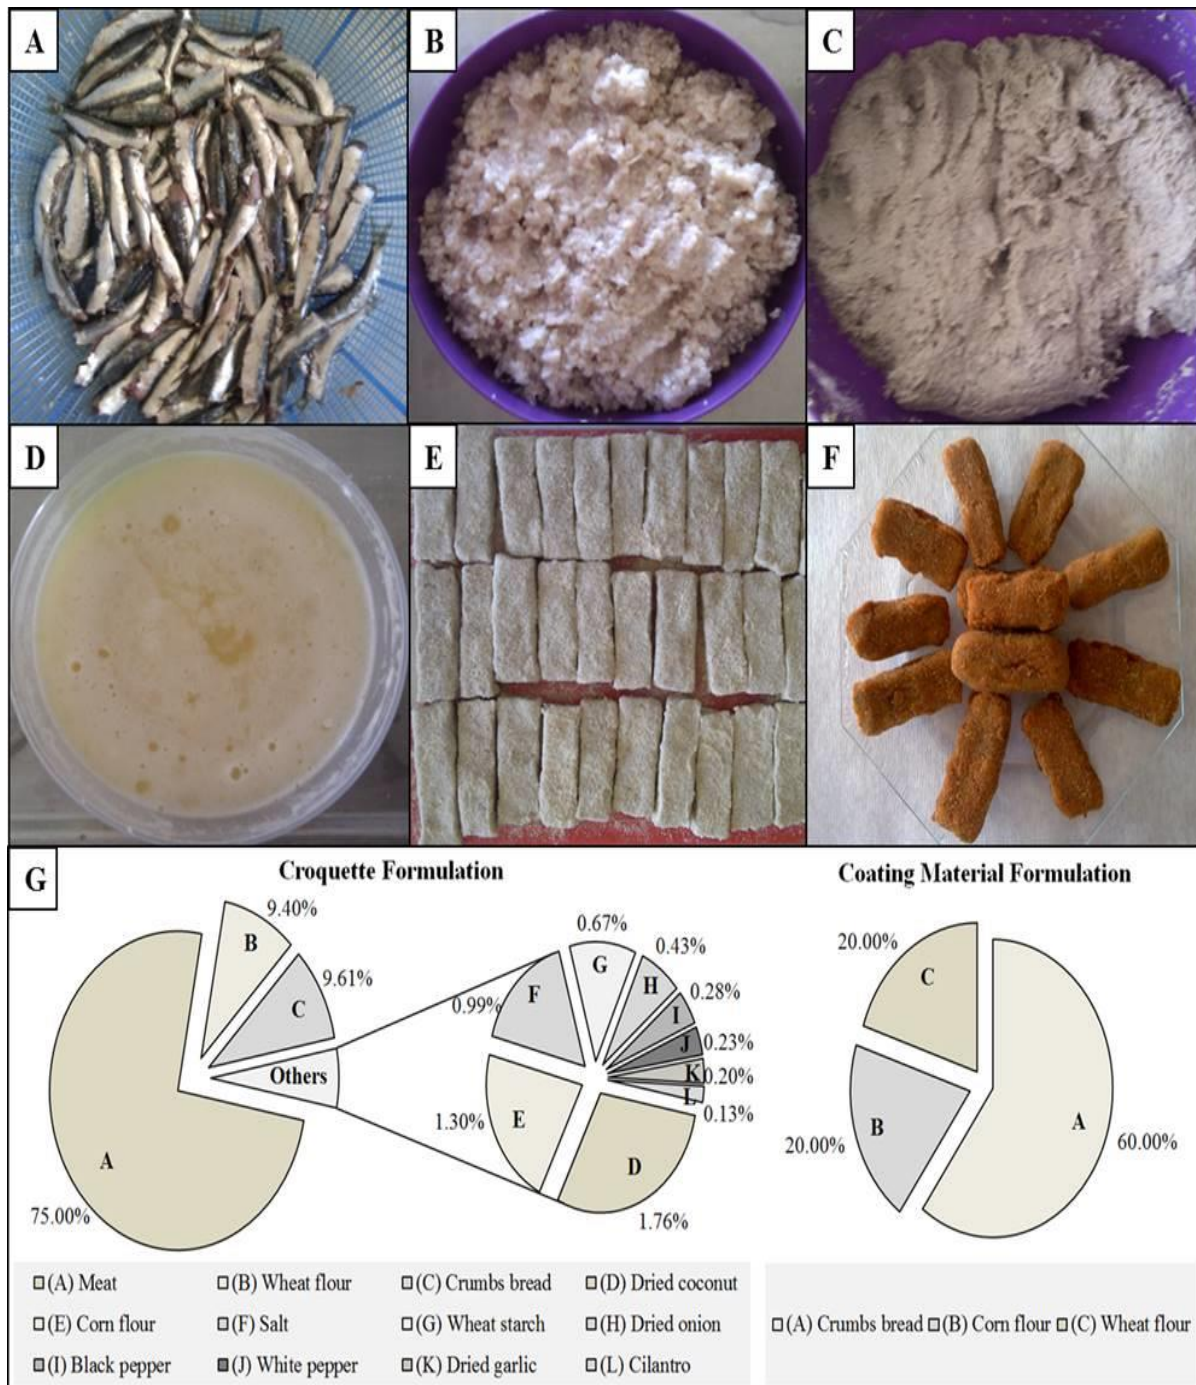 A
B
C
D
E
F
G
Croquette Formulation
Coating Material Formulation
9.40%
B
9.61%
C
Others
A
75.00%
0.67%
G
0.43%
H
0.28%
I
0.23%
J
0.20%
K
0.13%
L
0.99%
F
1.30%
E
D
1.76%
20.00%
C
20.00%
B
A
60.00%
(A) Meat (B) Wheat flour (C) Crumbs bread (D) Dried coconut
(E) Corn flour (F) Salt (G) Wheat starch (H) Dried onion
(I) Black pepper (J) White pepper (K) Dried garlic (L) Cilantro
(A) Crumbs bread (B) Corn flour (C) Wheat flour